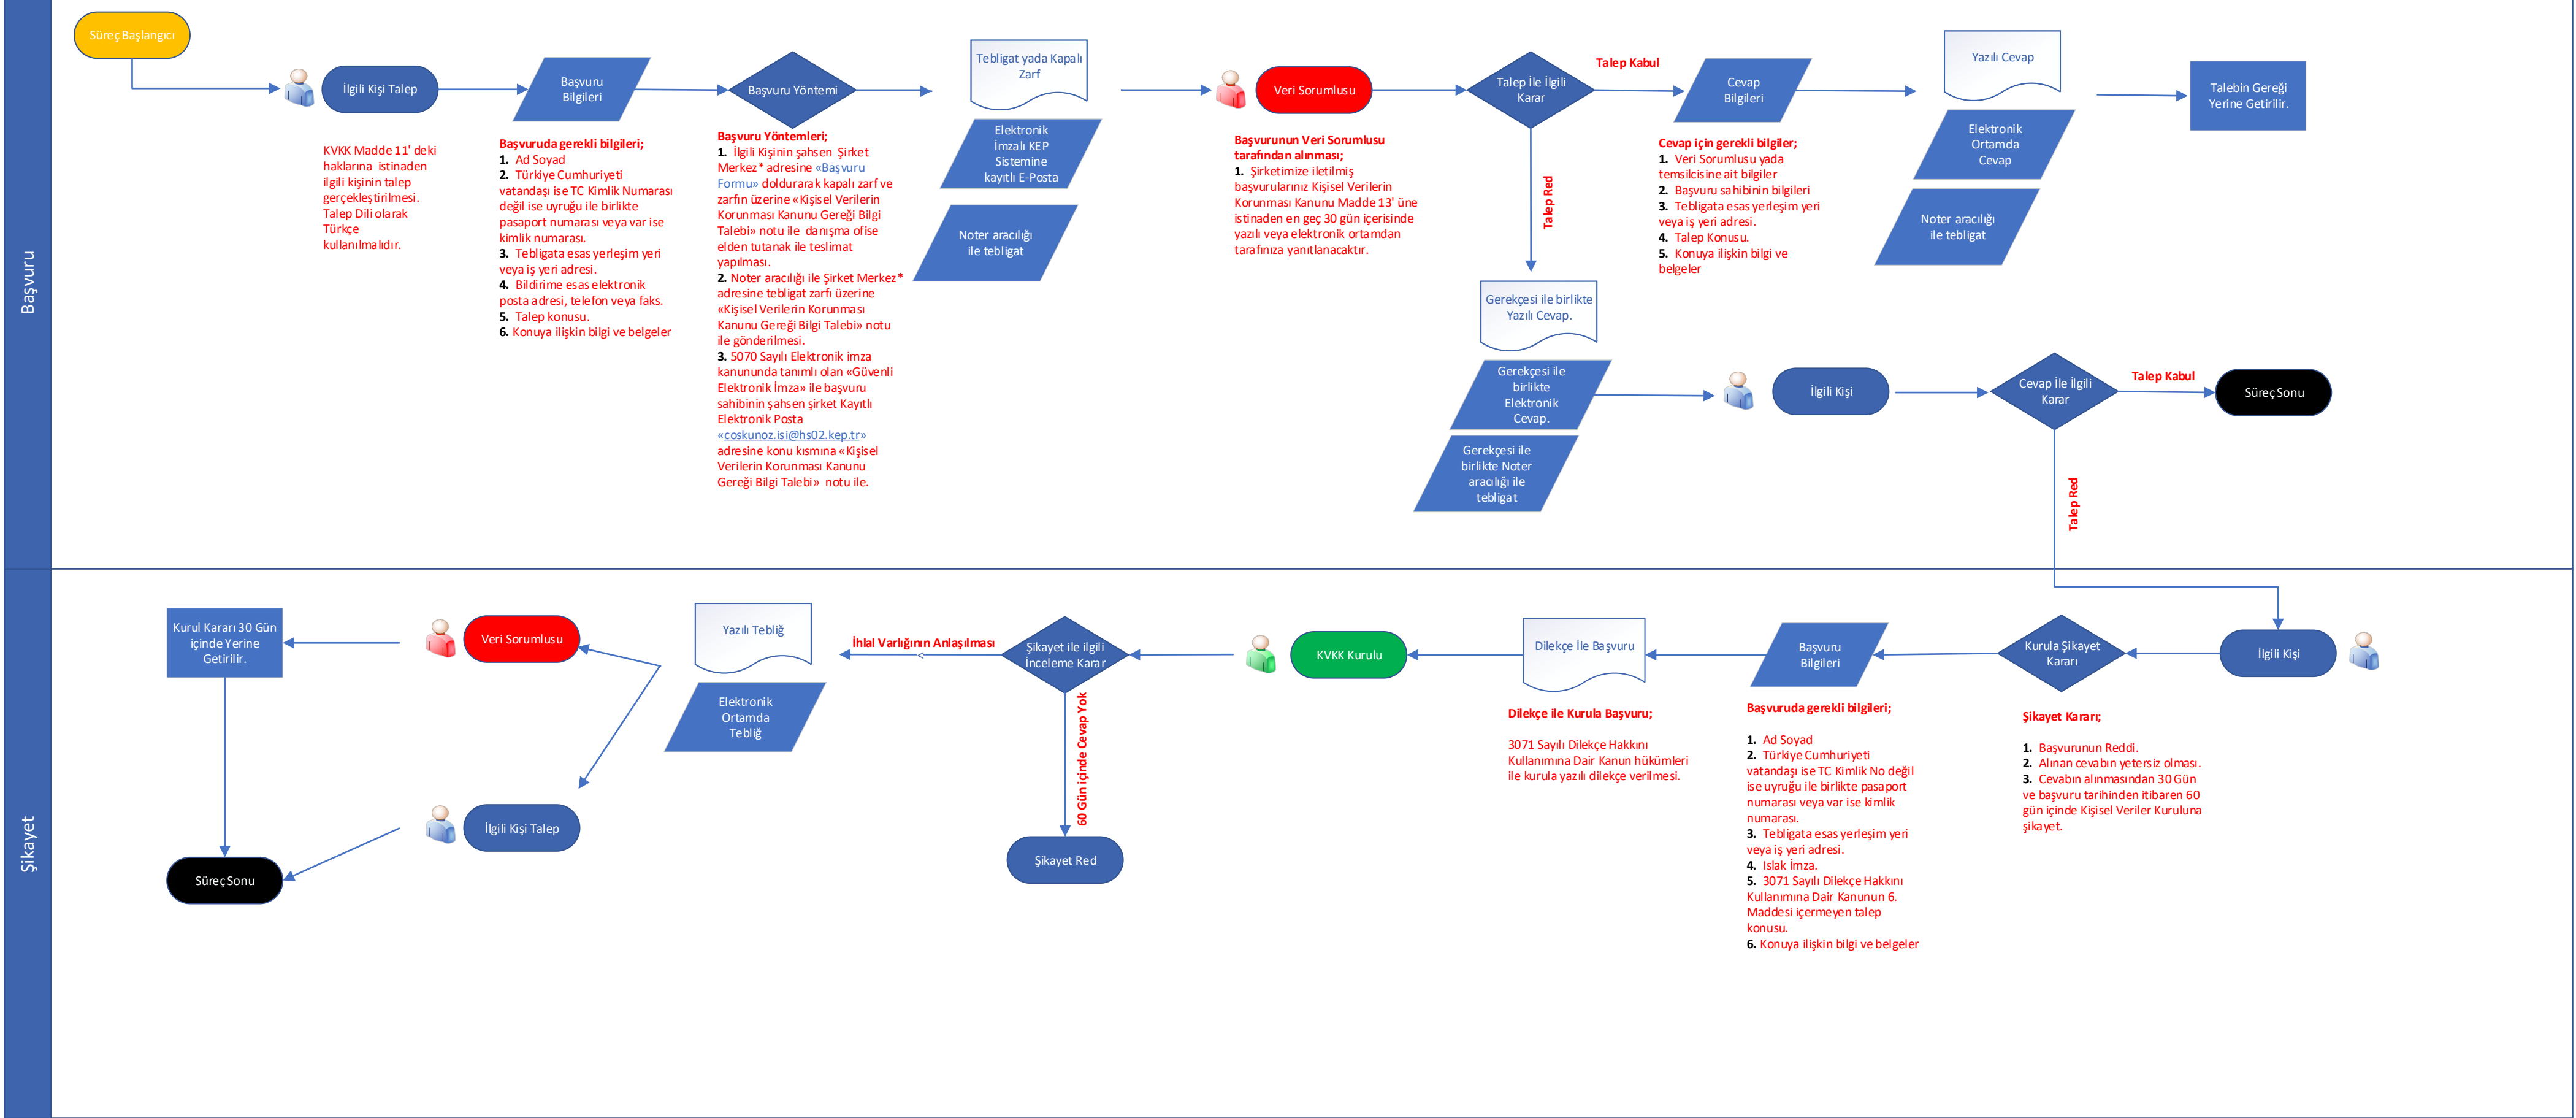 Başvuru
Süreç Başlangıcı
İlgili Kişi Talep
KVKK Madde 11' deki
haklarına istinaden
ilgili kişinin talep
gerçekleştirilmesi.
Talep Dili olarak
Türkçe
kullanılmalıdır.
Başvuru
Bilgileri
Başvuruda gerekli bilgileri;
1. Ad Soyad
2. Türkiye Cumhuriyeti
vatandaşı ise TC Kimlik Numarası
değil ise uyruğu ile birlikte
pasaport numarası veya var ise
kimlik numarası.
3. Tebligata esas yerleşim yeri
veya iş yeri adresi.
4. Bildirime esas elektronik
posta adresi, telefon veya faks.
5. Talep konusu.
6. Konuya ilişkin bilgi ve belgeler
Başvuru Yöntemi
Başvuru Yöntemleri;
1. İlgili Kişinin şahsen Şirket
Merkez* adresine «Başvuru
Formu» doldurarak kapalı zarf ve
zarfın üzerine «Kişisel Verilerin
Korunması Kanunu Gereği Bilgi
Talebi» notu ile danışma ofise
elden tutanak ile teslimat
yapılması.
2. Noter aracılığı ile Şirket Merkez*
adresine tebligat zarfı üzerine
«Kişisel Verilerin Korunması
Kanunu Gereği Bilgi Talebi» notu
ile gönderilmesi.
3. 5070 Sayılı Elektronik imza
kanununda tanımlı olan «Güvenli
Elektronik İmza» ile başvuru
sahibinin şahsen şirket Kayıtlı
Elektronik Posta
«coskunoz.isi@hs02.kep.tr»
adresine konu kısmına «Kişisel
Verilerin Korunması Kanunu
Gereği Bilgi Talebi» notu ile.
Tebligat yada Kapalı
Zarf
Elektronik
İmzalı KEP
Sistemine
kayıtlı E-Posta
Noter aracılığı
ile tebligat
Veri Sorumlusu
Başvurunun Veri Sorumlusu
tarafından alınması;
1. Şirketimize iletilmiş
başvurularınız Kişisel Verilerin
Korunması Kanunu Madde 13' üne
istinaden en geç 30 gün içerisinde
yazılı veya elektronik ortamdan
tarafınıza yanıtlanacaktır.
Talep İle İlgili
Karar
Talep Kabul
Talep Red
Cevap
Bilgileri
Cevap için gerekli bilgiler;
1. Veri Sorumlusu yada
temsilcisine ait bilgiler
2. Başvuru sahibinin bilgileri
3. Tebligata esas yerleşim yeri
veya iş yeri adresi.
4. Talep Konusu.
5. Konuya ilişkin bilgi ve
belgeler
Yazılı Cevap
Elektronik
Ortamda
Cevap
Noter aracılığı
ile tebligat
Talebin Gereği
Yerine Getirilir.
Gerekçesi ile birlikte
Yazılı Cevap.
Gerekçesi ile
birlikte
Elektronik
Cevap.
Gerekçesi ile
birlikte Noter
aracılığı ile
tebligat
İlgili Kişi
Cevap İle İlgili
Karar
Talep Kabul
Süreç Sonu
Talep Red
Şikayet
İlgili Kişi
Kurula Şikayet
Kararı
Şikayet Kararı;
1. Başvurunun Reddi.
2. Alınan cevabın yetersiz olması.
3. Cevabın alınmasından 30 Gün
ve başvuru tarihinden itibaren 60
gün içinde Kişisel Veriler Kuruluna
şikayet.
Başvuru
Bilgileri
Başvuruda gerekli bilgileri;
1. Ad Soyad
2. Türkiye Cumhuriyeti
vatandaşı ise TC Kimlik No değil
ise uyruğu ile birlikte pasaport
numarası veya var ise kimlik
numarası.
3. Tebligata esas yerleşim yeri
veya iş yeri adresi.
4. Islak İmza.
5. 3071 Sayılı Dilekçe Hakkını
Kullanımına Dair Kanunun 6.
Maddesi içermeyen talep
konusu.
6. Konuya ilişkin bilgi ve belgeler
Dilekçe İle Başvuru
Dilekçe ile Kurula Başvuru;
3071 Sayılı Dilekçe Hakkını
Kullanımına Dair Kanun hükümleri
ile kurula yazılı dilekçe verilmesi.
KVKK Kurulu
Şikayet ile ilgili
İnceleme Karar
İhlal Varlığının Anlaşılması
<
60 Gün içinde Cevap Yok
Şikayet Red
Yazılı Tebliğ
Elektronik
Ortamda
Tebliğ
Veri Sorumlusu
İlgili Kişi Talep
Kurul Kararı 30 Gün
içinde Yerine
Getirilir.
Süreç Sonu